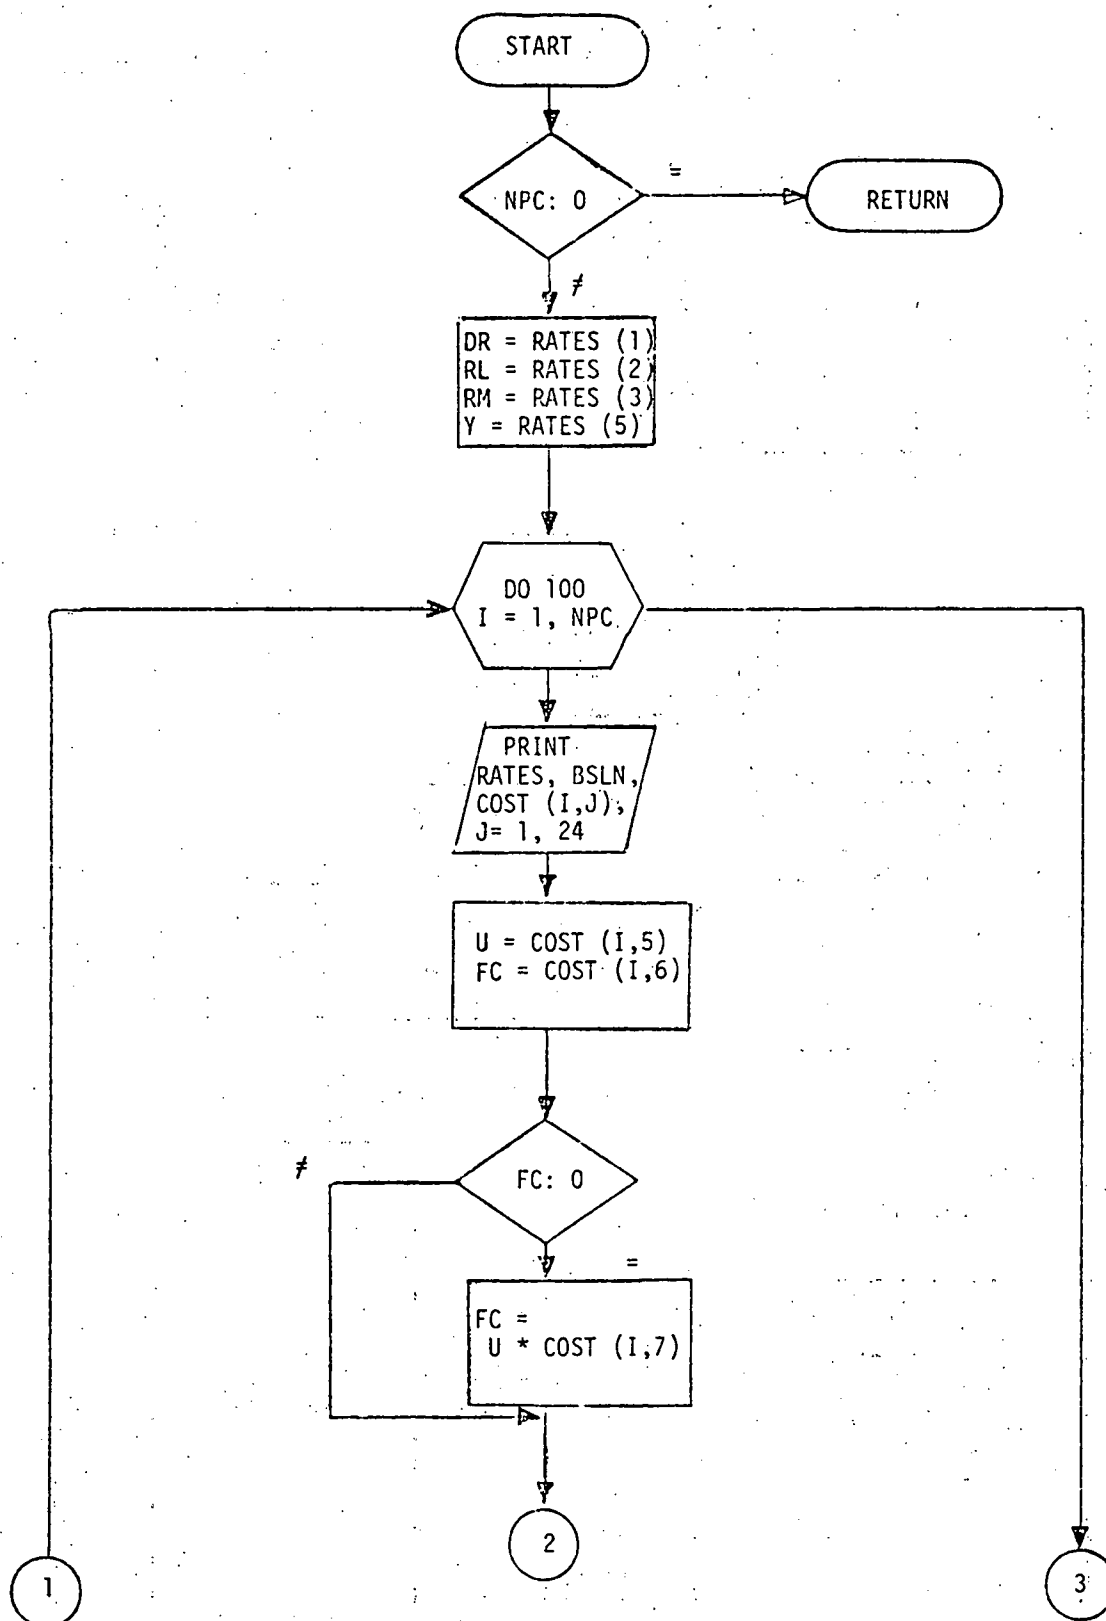 START
NPC: 0
=
RETURN
≠
DR = RATES (1)
RL = RATES (2)
RM = RATES (3)
Y = RATES (5)
DO 100
I = 1, NPC
PRINT
RATES, BSLN,
COST (I,J),
J= 1, 24
U = COST (I,5)
FC = COST (I,6)
≠
FC: 0
=
FC =
U * COST (I,7)
2
1
3